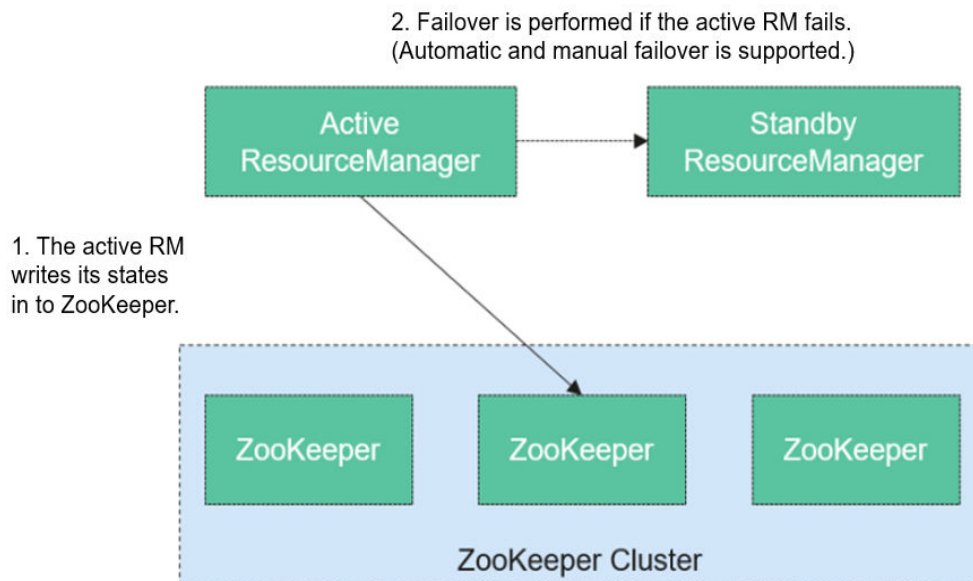 2. Failover is performed if the active RM fails.
(Automatic and manual failover is supported.)
Active
ResourceManager
Standby
ResourceManager
1. The active RM
writes its states
in to ZooKeeper.
ZooKeeper
ZooKeeper
ZooKeeper
ZooKeeper Cluster